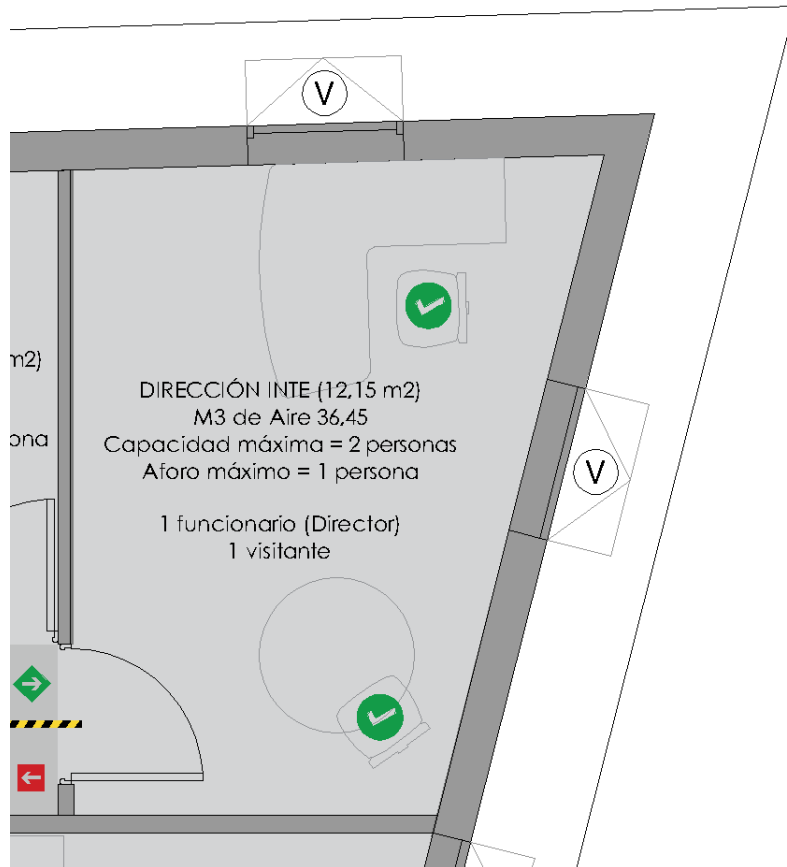 V
m2)
ona
DIRECCIÓN INTE (12,15 m2)
M3 de Aire 36,45
Capacidad máxima = 2 personas
Aforo máximo = 1 persona
V
1 funcionario (Director)
1 visitante